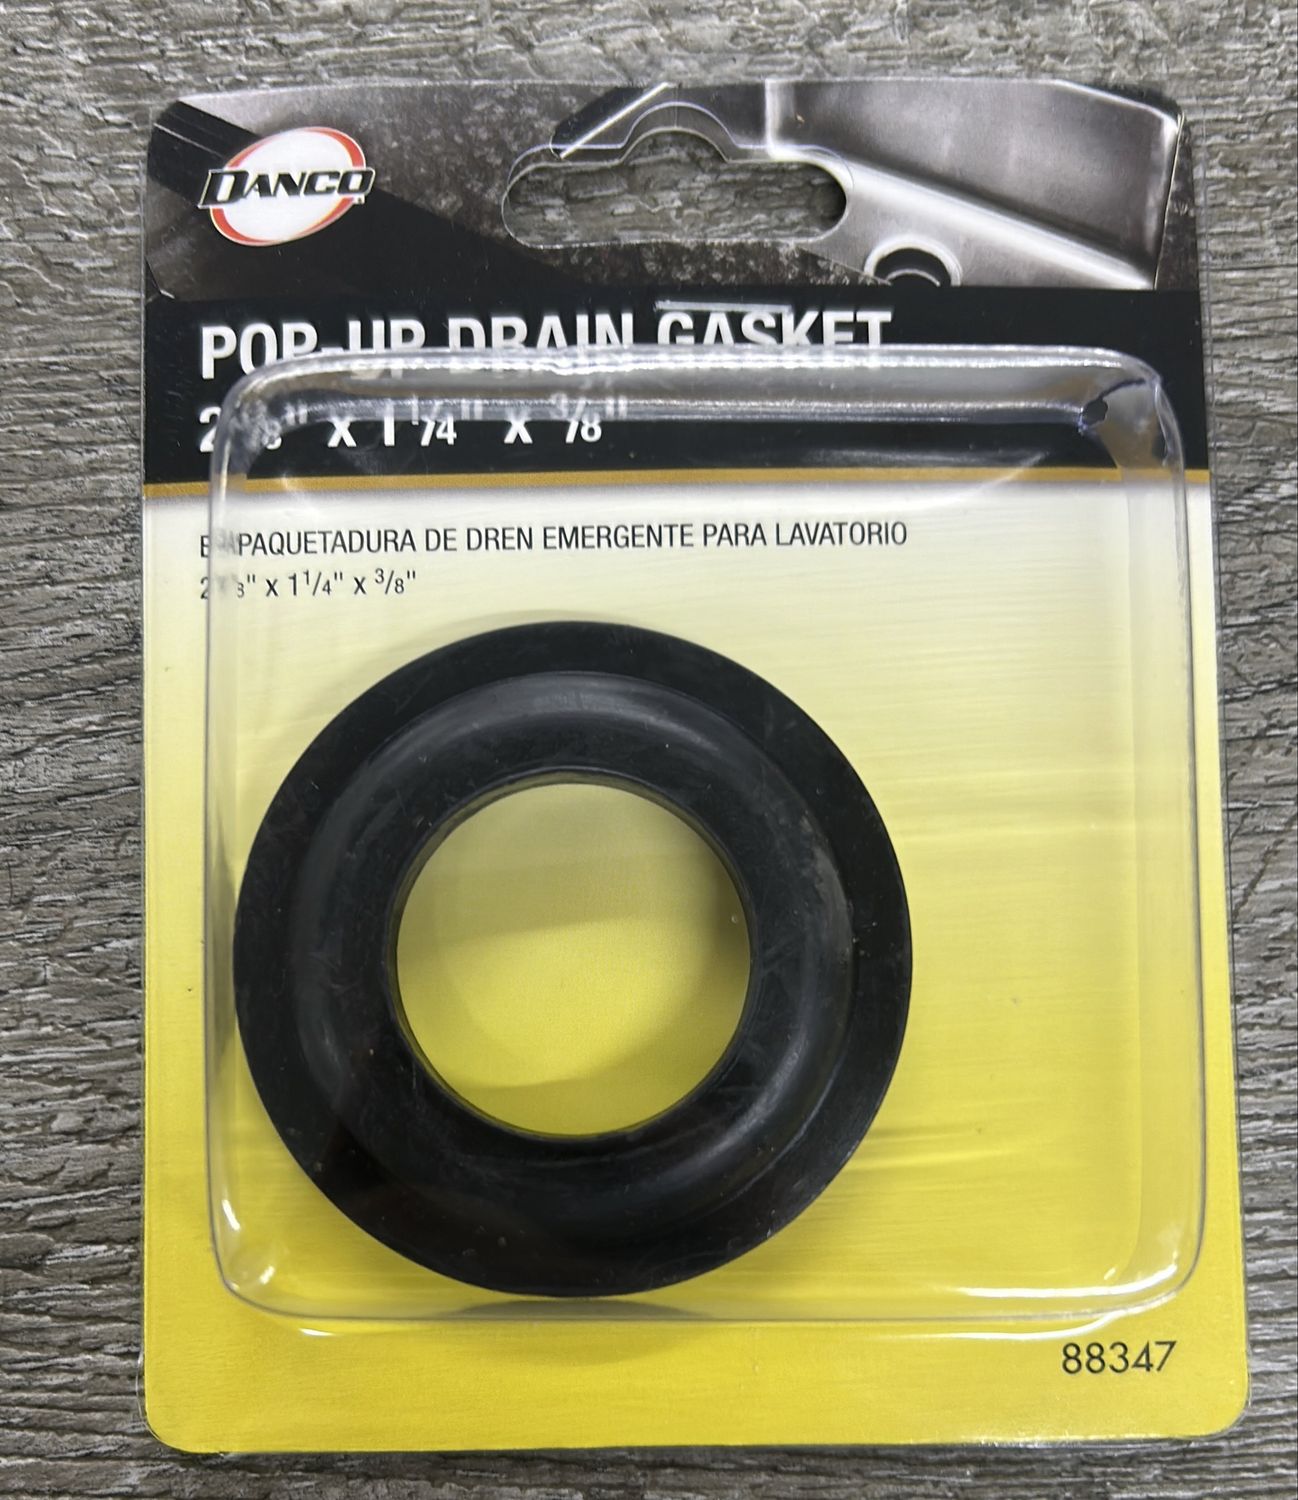 DANCO
POP-UP DRAIN GASKET
x 1 1/4" x 3/8"
EMPAQUETADURA DE DREN EMERGENTE PARA LAVATORIO
x 1 1/4" x 3/8"
88347